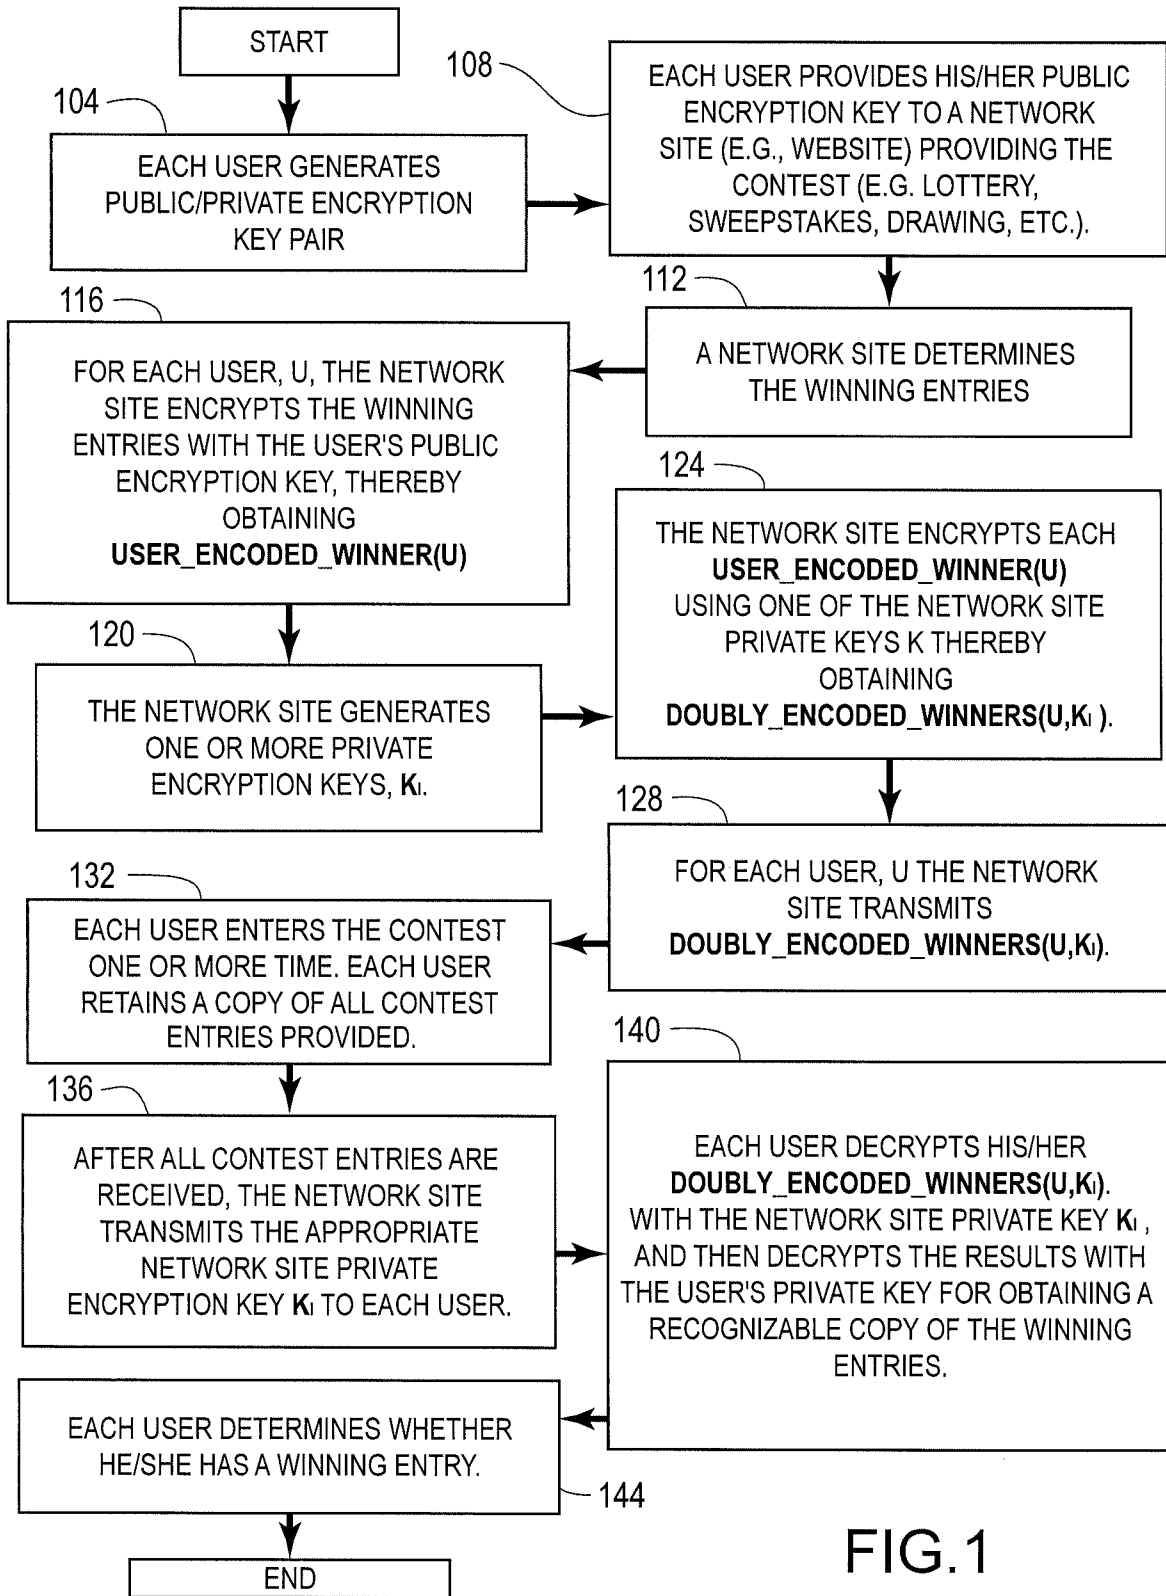 START
104
EACH USER GENERATES
PUBLIC/PRIVATE ENCRYPTION
KEY PAIR
108
EACH USER PROVIDES HIS/HER PUBLIC
ENCRYPTION KEY TO A NETWORK
SITE (E.G., WEBSITE) PROVIDING THE
CONTEST (E.G. LOTTERY,
SWEEPSTAKES, DRAWING, ETC.).
112
A NETWORK SITE DETERMINES
THE WINNING ENTRIES
116
FOR EACH USER, U, THE NETWORK
SITE ENCRYPTS THE WINNING
ENTRIES WITH THE USER'S PUBLIC
ENCRYPTION KEY, THEREBY
OBTAINING
USER_ENCODED_WINNER(U)
120
THE NETWORK SITE GENERATES
ONE OR MORE PRIVATE
ENCRYPTION KEYS, KI.
124
THE NETWORK SITE ENCRYPTS EACH
USER_ENCODED_WINNER(U)
USING ONE OF THE NETWORK SITE
PRIVATE KEYS K THEREBY
OBTAINING
DOUBLY_ENCODED_WINNERS(U,KI ).
128
FOR EACH USER, U THE NETWORK
SITE TRANSMITS
DOUBLY_ENCODED_WINNERS(U,KI).
132
EACH USER ENTERS THE CONTEST
ONE OR MORE TIME. EACH USER
RETAINS A COPY OF ALL CONTEST
ENTRIES PROVIDED.
136
AFTER ALL CONTEST ENTRIES ARE
RECEIVED, THE NETWORK SITE
TRANSMITS THE APPROPRIATE
NETWORK SITE PRIVATE
ENCRYPTION KEY KI TO EACH USER.
140
EACH USER DECRYPTS HIS/HER
DOUBLY_ENCODED_WINNERS(U,KI).
WITH THE NETWORK SITE PRIVATE KEY KI ,
AND THEN DECRYPTS THE RESULTS WITH
THE USER'S PRIVATE KEY FOR OBTAINING A
RECOGNIZABLE COPY OF THE WINNING
ENTRIES.
EACH USER DETERMINES WHETHER
HE/SHE HAS A WINNING ENTRY.
144
END
FIG.1